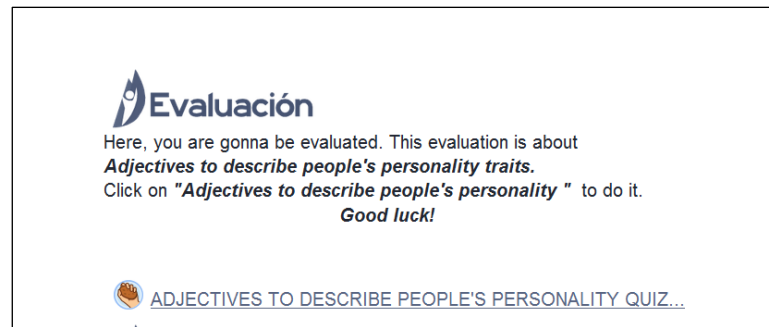 Evaluación
Here, you are gonna be evaluated. This evaluation is about
Adjectives to describe people's personality traits.
Click on "Adjectives to describe people's personality " to do it.
Good luck!
ADJECTIVES TO DESCRIBE PEOPLE'S PERSONALITY QUIZ...